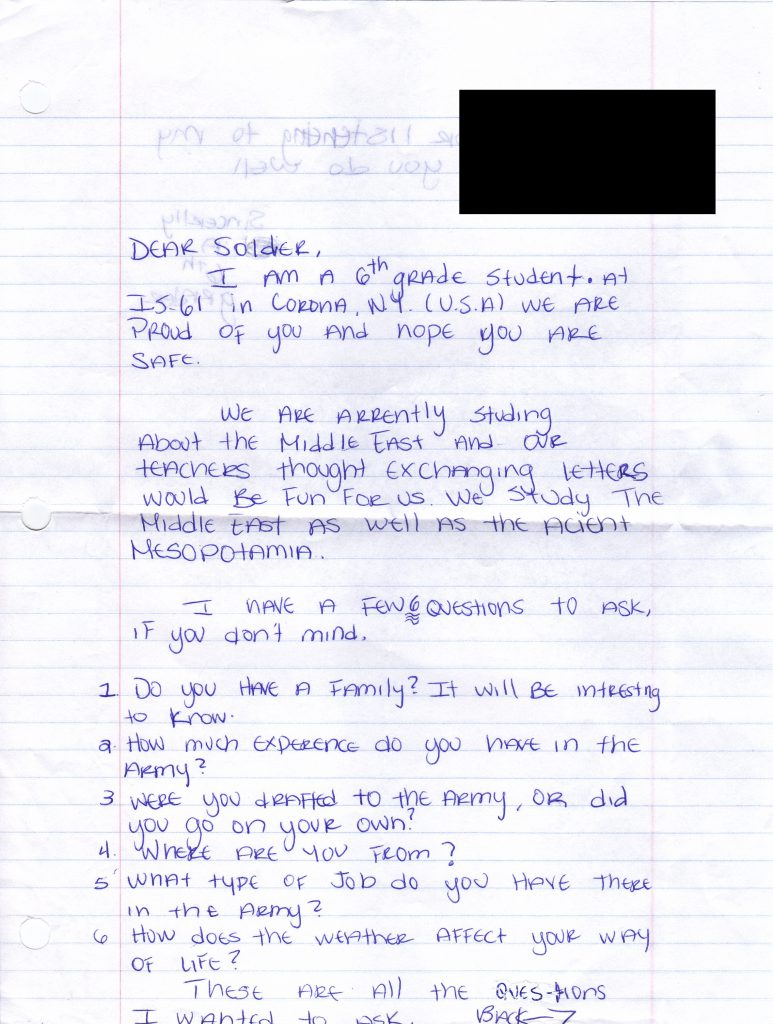 Dear Soldier,
I am a 6th grade student. At
IS-61 in Corona, NY. (U.S.A) we are
Proud of you and hope you are
safe.
We are arrently studing
About the Middle East and our
teachers thought exchanging letters
would be fun for us. We study The
Middle East as well as the acient
Mesopotamia.
I have a few 6 questions to ask,
if you don't mind.
1 Do you have a family? It will be intresting
to know.
2. How much experence do you have in the
Army?
3 Were you drafted to the Army, or did
you go on your own?
4. Where are you from?
5 What type of Job do you have there
in the Army?
6 How does the weather affect your way
of life?
These are all the questions
I wanted to ask. Back →